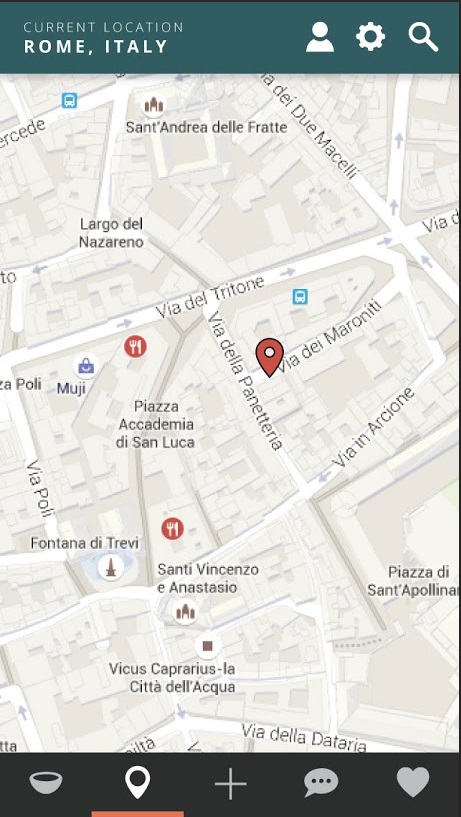 CURRENT LOCATION
ROME, ITALY
Sant'Andrea delle Fratte
Via dei Due Macelli
Largo del
Nazareno
Via del Tritone
Via d
to
Via dei Maroniti
Via della Panetteria
za Poli
Muji
Piazza
Accademia
di San Luca
Via in Arcione
Via Poli
Fontana di Trevi
Santi Vincenzo
e Anastasio
Piazza di
Sant'Apollinar
Vicus Caprarius-la
Città dell'Acqua
Via della Dataria